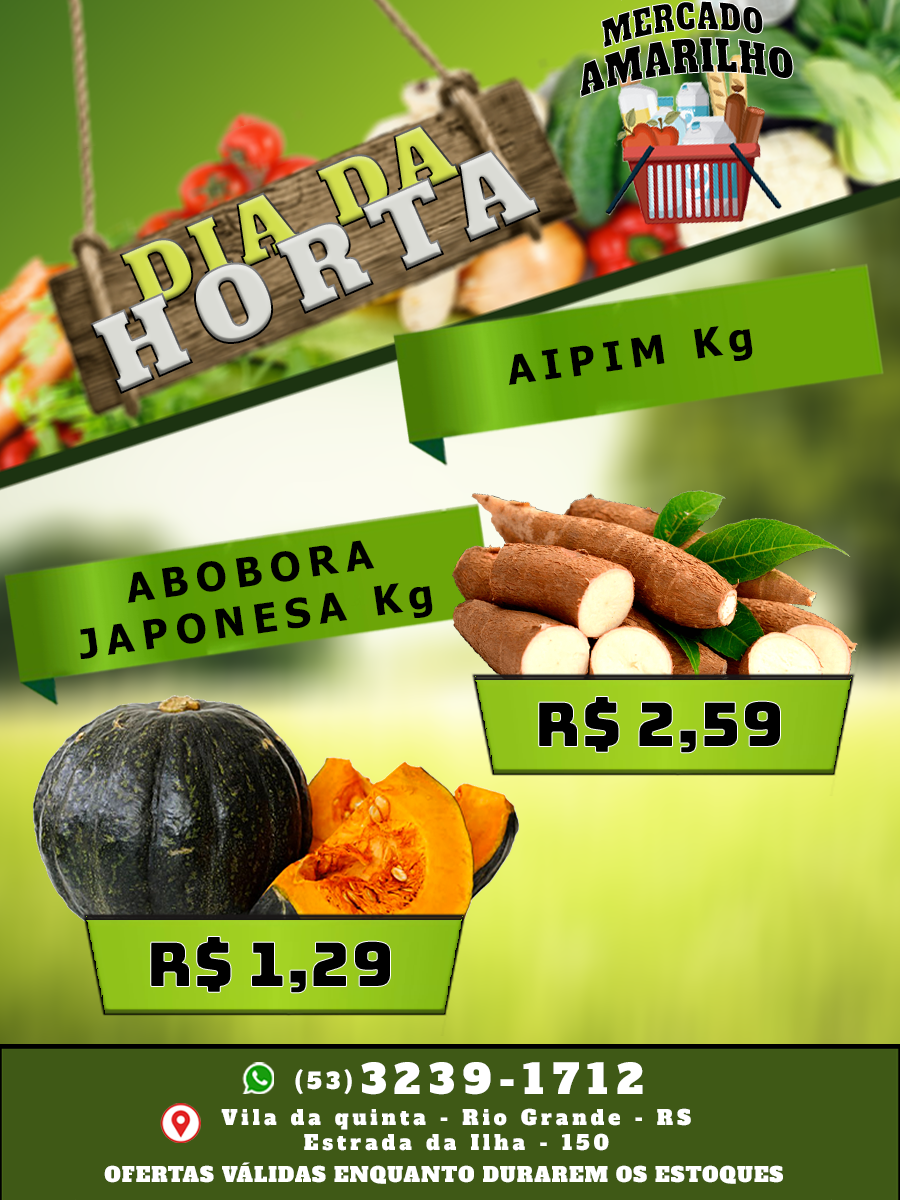 MERCADO
AMARILHO
DIA DA
HORTA
AIPIM Kg
ABOBORA
JAPONESA Kg
R$ 2,59
R$ 1,29
(53) 3239-1712
Vila da quinta - Rio Grande - RS
Estrada da Ilha - 150
OFERTAS VÁLIDAS ENQUANTO DURAREM OS ESTOQUES